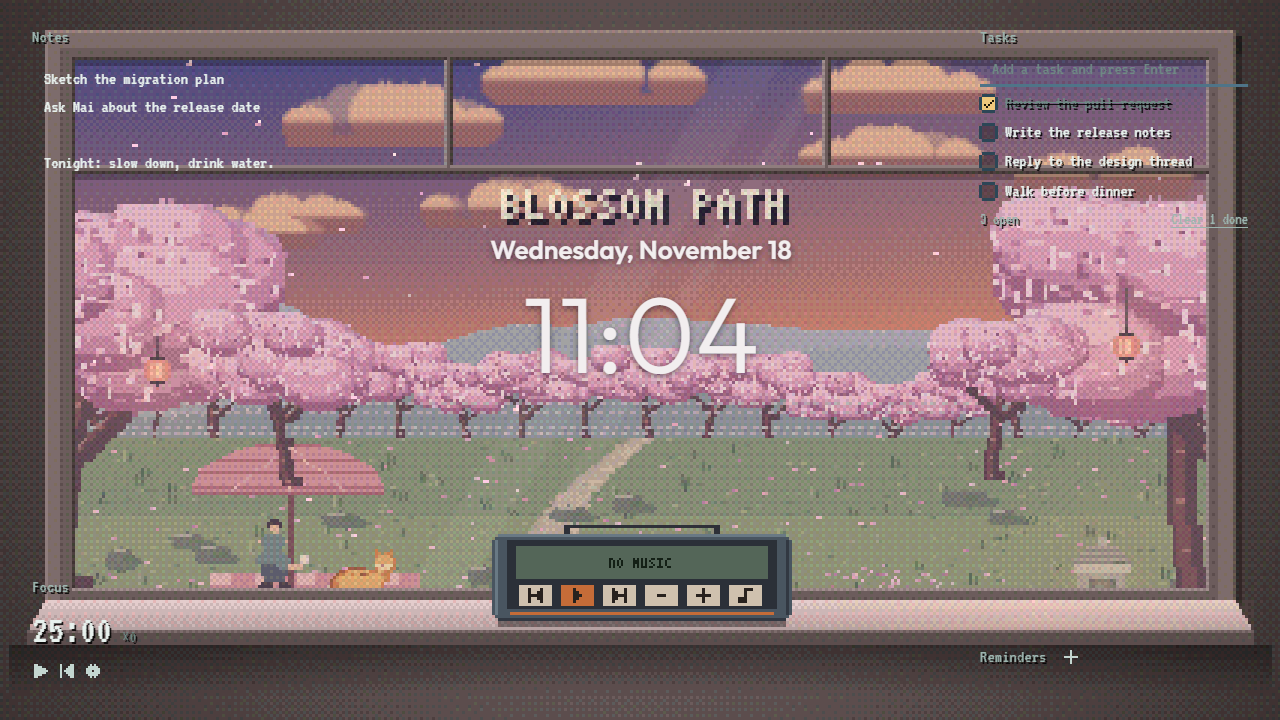 Notes
Sketch the migration plan
Ask Mai about the release date
Tonight: slow down, drink water.
Tasks
Add a task and press Enter
Review the pull request
Write the release notes
Reply to the design thread
Walk before dinner
3 open
Clear 1 done
BLOSSOM PATH
Wednesday, November 18
11:04
NO MUSIC
Focus
25:00
x0
Reminders